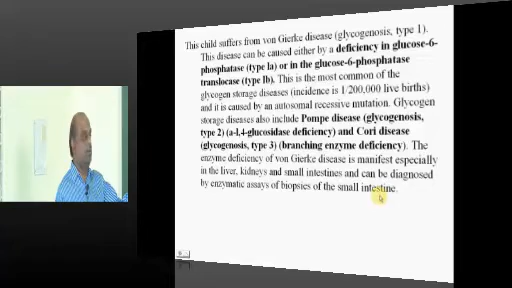 This child suffers from von Gierke disease (glycogenosis, type 1).
This disease can be caused either by a deficiency in glucose-6-
phosphatase (type Ia) or in the glucose-6-phosphatase
translocase (type Ib). This is the most common of the
glycogen storage diseases (incidence is 1/200,000 live births)
and it is caused by an autosomal recessive mutation. Glycogen
storage diseases also include Pompe disease (glycogenosis,
type 2) (a-l,4-glucosidase deficiency) and Cori disease
(glycogenosis, type 3) (branching enzyme deficiency). The
enzyme deficiency of von Gierke disease is manifest especially
in the liver, kidneys and small intestines and can be diagnosed
by enzymatic assays of biopsies of the small intestine.